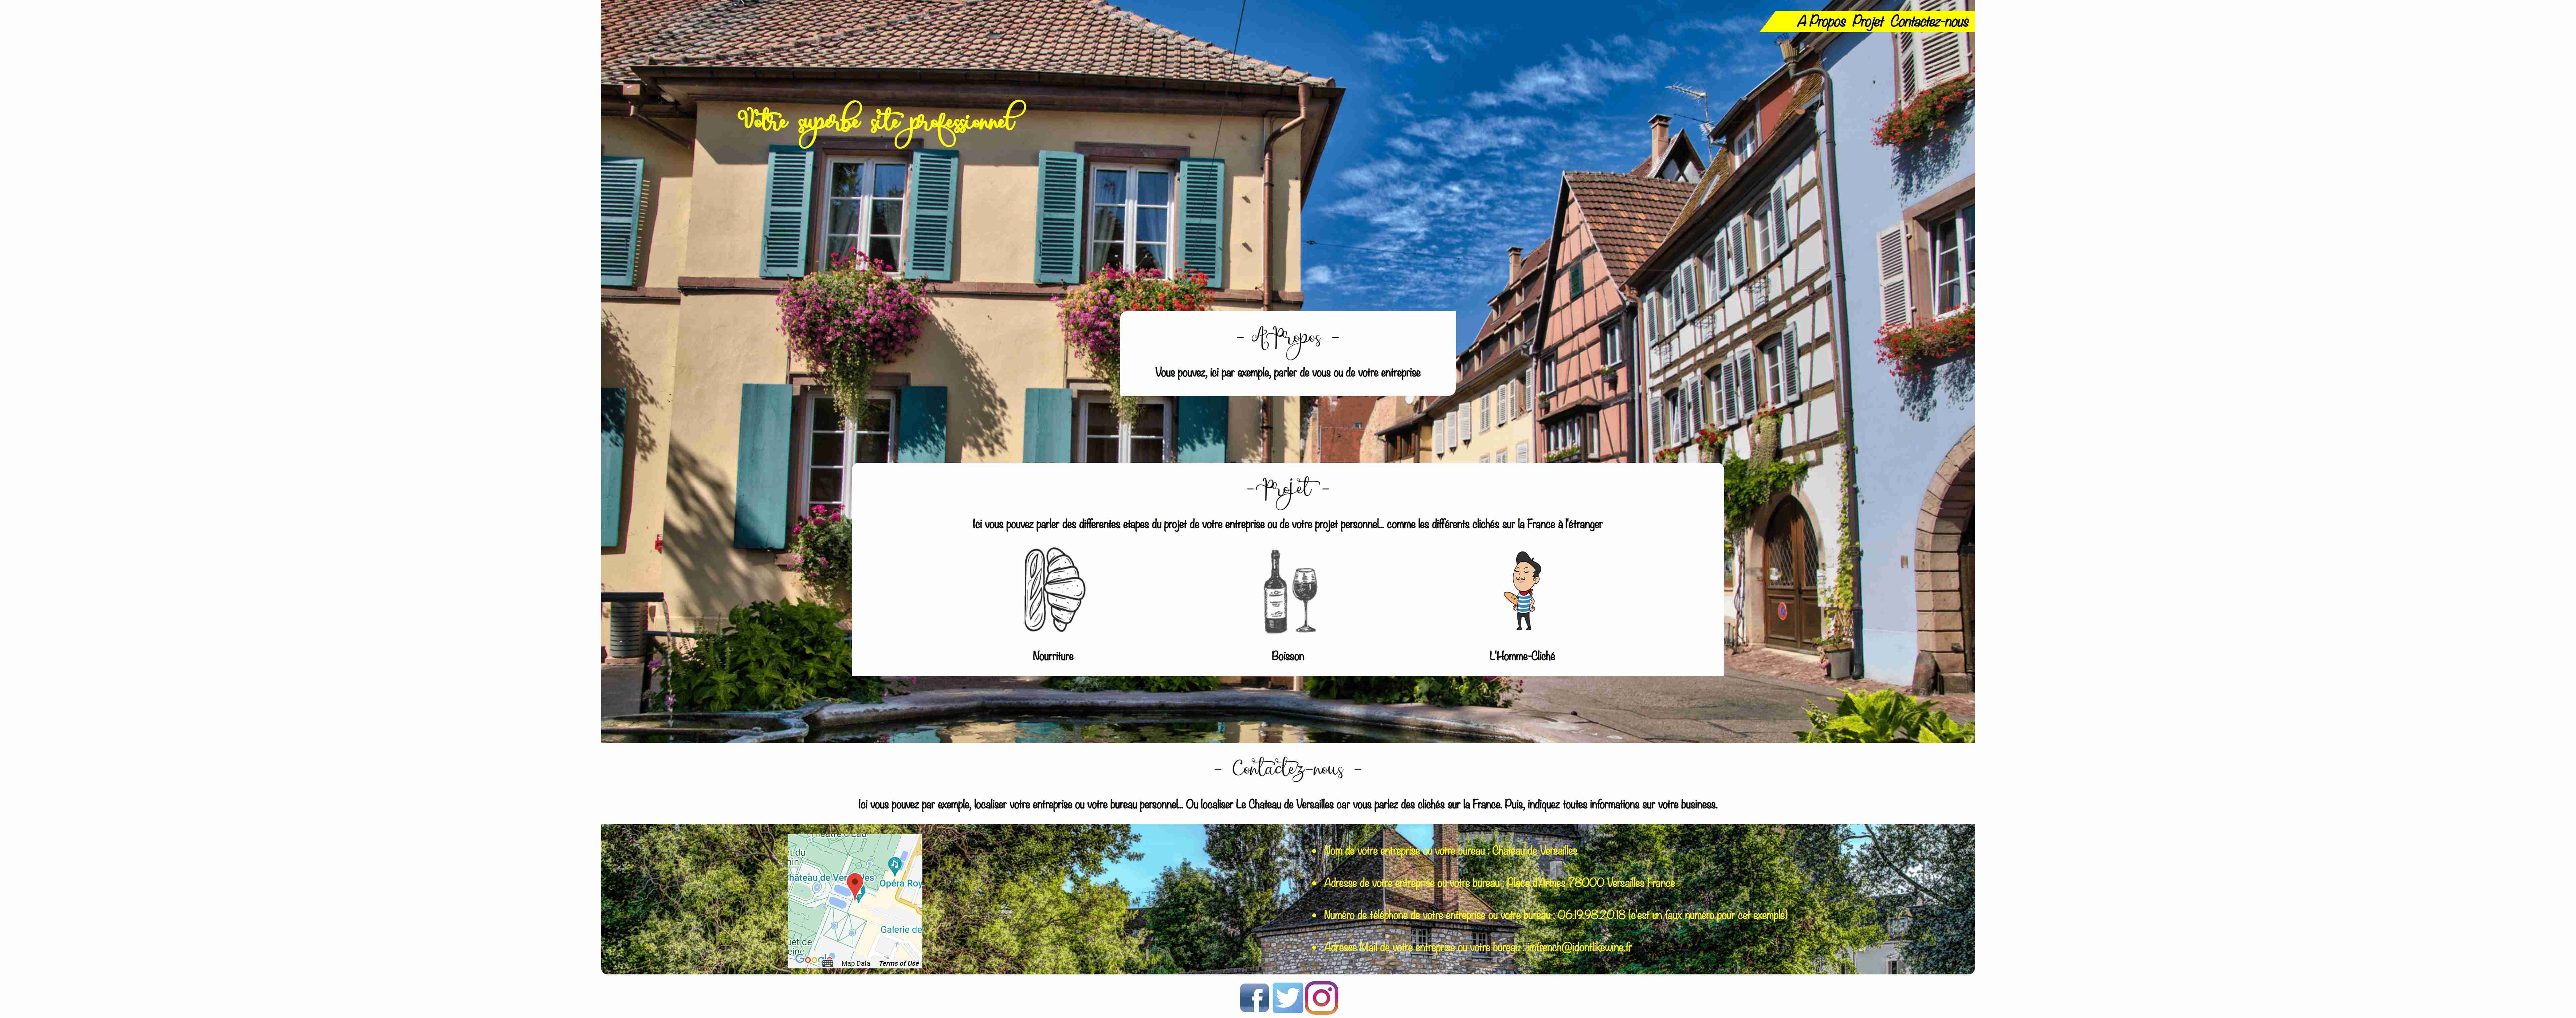 A Propos Projet Contactez-nous
Votre superbe site professionnel
- A Propos -
Vous pouvez, ici par exemple, parler de vous ou de votre entreprise
- Projet -
Ici vous pouvez parler des differentes etapes du projet de votre entreprise ou de votre projet personnel... comme les différents clichés sur la France à l'étranger
Nourriture
Boisson
L'Homme-Cliché
- Contactez-nous -
Ici vous pouvez par exemple, localiser votre entreprise ou votre bureau personnel... Ou localiser Le Chateau de Versailles car vous parlez des clichés sur la France. Puis, indiquez toutes informations sur votre business.
Opéra Roy
Galerie de
Google
Map Data
Terms of Use
Nom de votre entreprise ou votre bureau : Chateau de Versailles
Adresse de votre entreprise ou votre bureau : Place d'Armes 78000 Versailles France
Numéro de téléphone de votre entreprise ou votre bureau : 06.19.98.20.18 (c'est un faux numéro pour cet exemple)
Adresse Mail de votre entreprise ou votre bureau : imfrench@idontlikewine.fr